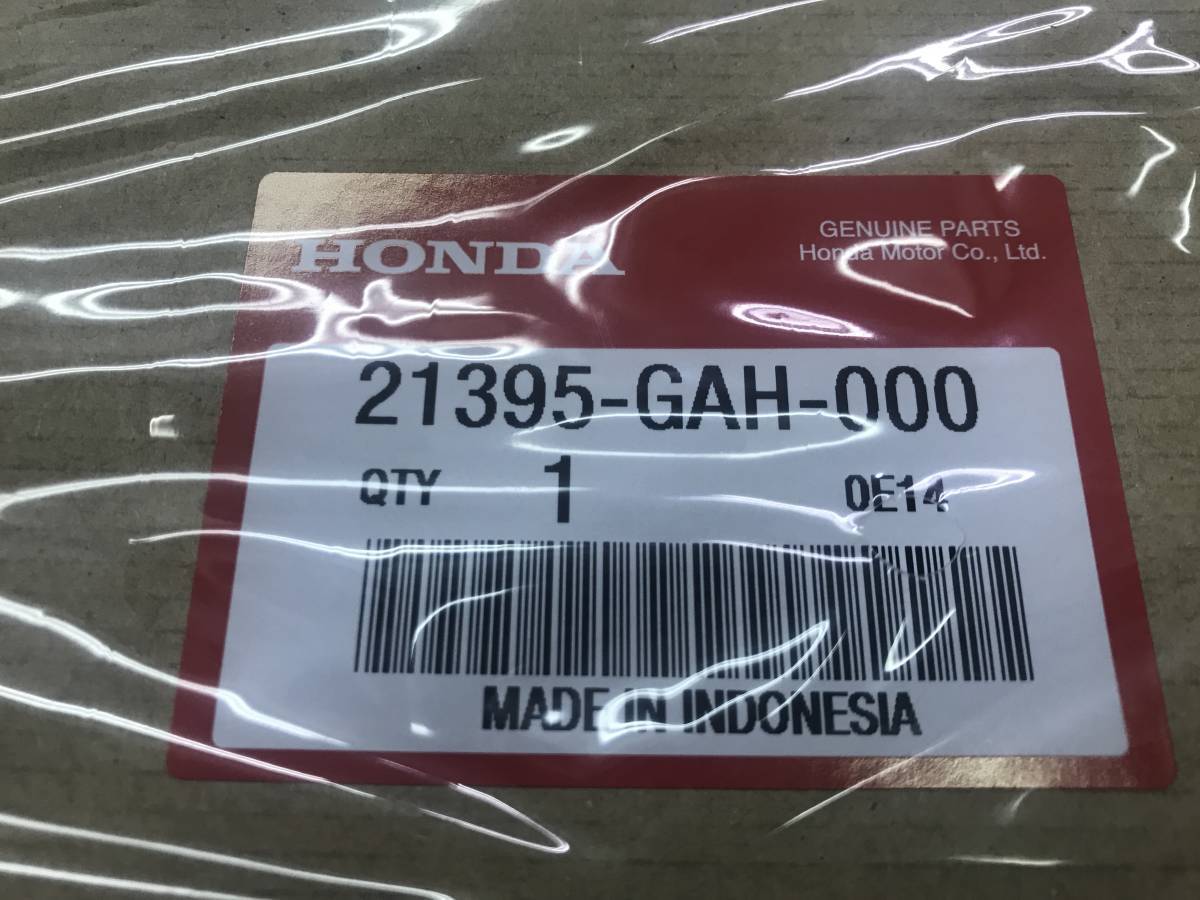 HONDA
GENUINE PARTS
Honda Motor Co., Ltd.
21395-GAH-000
QTY 1 0E14
MADE IN INDONESIA